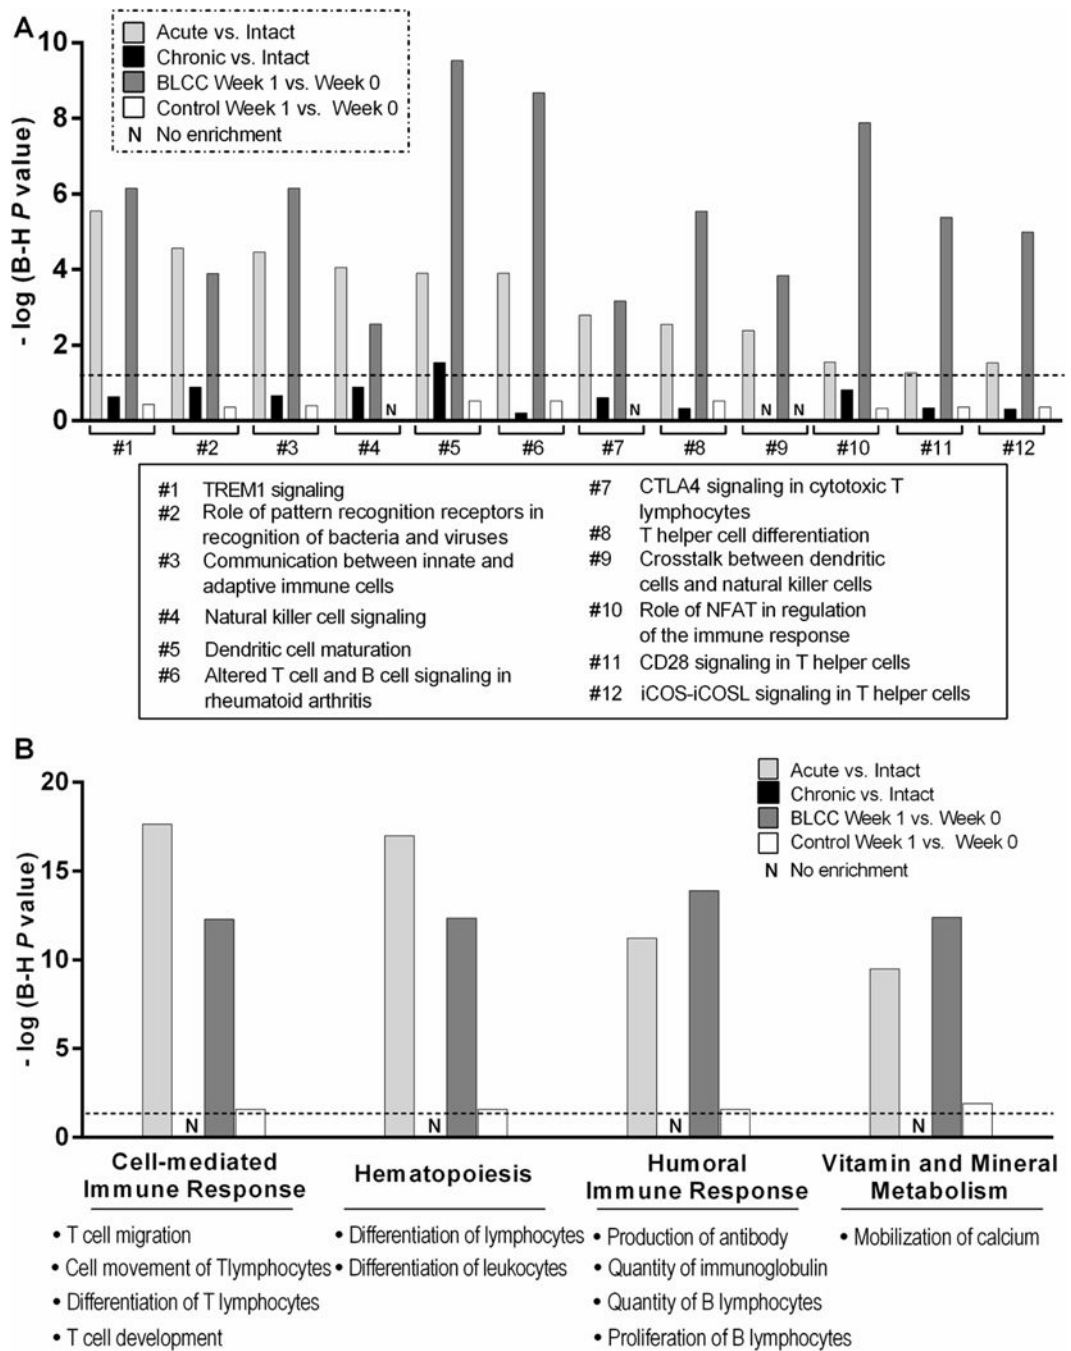 A
Acute vs. Intact
Chronic vs. Intact
BLCC Week 1 vs. Week 0
Control Week 1 vs. Week 0
N No enrichment
- log (B-H P value)
10
8
6
4
2
0
N
N
N
N
#1
#2
#3
#4
#5
#6
#7
#8
#9
#10
#11
#12
#1 TREM1 signaling
#2 Role of pattern recognition receptors in
recognition of bacteria and viruses
#3 Communication between innate and
adaptive immune cells
#4 Natural killer cell signaling
#5 Dendritic cell maturation
#6 Altered T cell and B cell signaling in
rheumatoid arthritis
#7 CTLA4 signaling in cytotoxic T
lymphocytes
#8 T helper cell differentiation
#9 Crosstalk between dendritic
cells and natural killer cells
#10 Role of NFAT in regulation
of the immune response
#11 CD28 signaling in T helper cells
#12 iCOS-iCOSL signaling in T helper cells
B
Acute vs. Intact
Chronic vs. Intact
BLCC Week 1 vs. Week 0
Control Week 1 vs. Week 0
N No enrichment
- log (B-H P value)
20
15
10
5
0
N
N
N
N
Cell-mediated
Immune Response
• T cell migration
• Cell movement of Tlymphocytes
• Differentiation of T lymphocytes
• T cell development
Hematopoiesis
• Differentiation of lymphocytes
• Differentiation of leukocytes
Humoral
Immune Response
• Production of antibody
• Quantity of immunoglobulin
• Quantity of B lymphocytes
• Proliferation of B lymphocytes
Vitamin and Mineral
Metabolism
• Mobilization of calcium